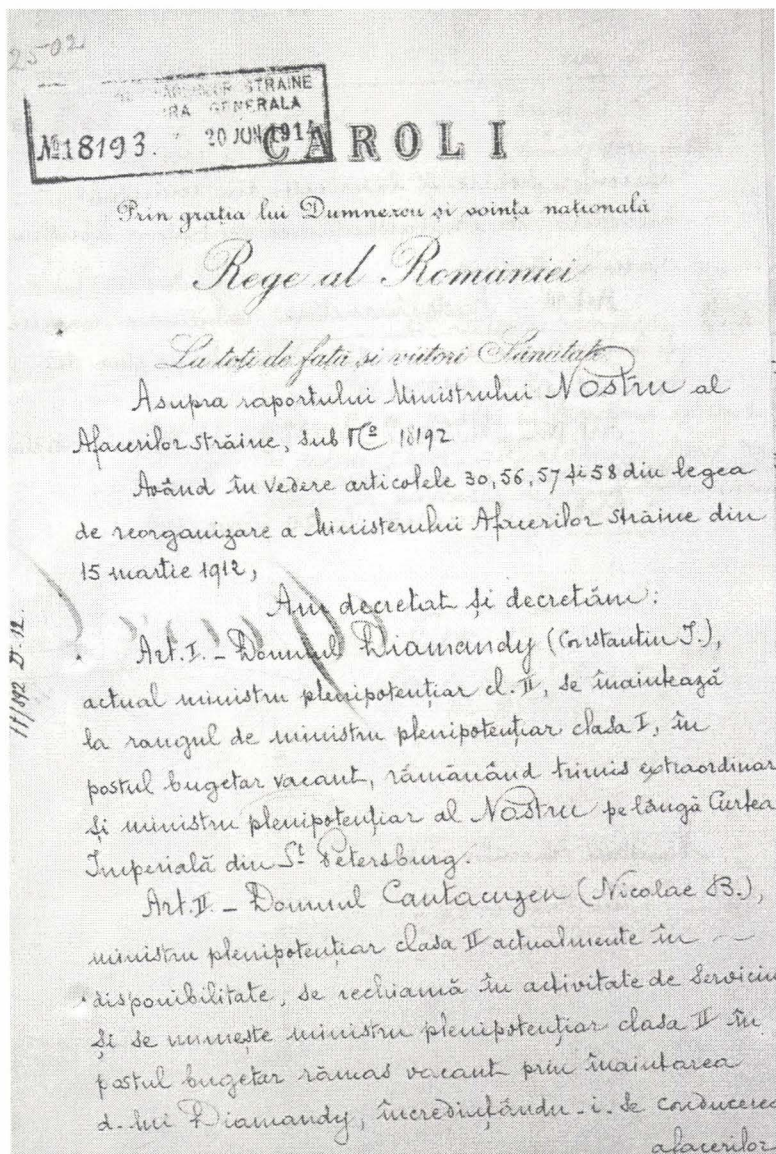 2502
AFACERILOR STRAINE
GENERALA
№18193. 20 JUN 1914
CAROL I
Prin grația lui Dumnezeu și voința națională
Rege al României
La toți de față și viitori Sănătate
Asupra raportului Ministrului Nostru al
Afacerilor străine, sub No 18192
Având în vedere articolele 30, 56, 57 și 58 din legea
de reorganizare a Ministerului Afacerilor străine din
15 martie 1912,
Am decretat și decretăm:
Art. I. – Domnul Diamandy (Constantin I.),
actual ministru plenipotențiar cl. II, se înaintează
la rangul de ministru plenipotențiar clasa I, în
postul bugetar vacant, rămânând trimis extraordinar
și ministru plenipotențiar al Nostru pe lângă Curtea
Imperială din St Petersburg.
Art. II. – Domnul Cantacuzen (Nicolae B.),
ministru plenipotențiar clasa II actualmente în –
disponibilitate, se rechiamă în activitate de serviciu
și se numește ministru plenipotențiar clasa II în
postul bugetar rămas vacant prin înaintarea
d-lui Diamandy, încredințându-i-se conducerea
afacerilor